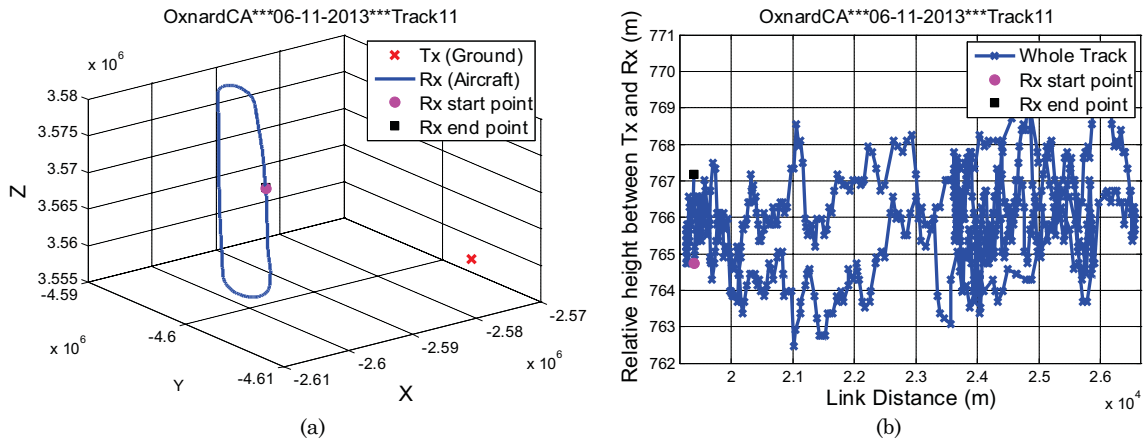 OxnardCA***06-11-2013***Track11
x 10^6
3.58
3.575
3.57
3.565
3.56
3.555
Z
-4.59
-4.6
-4.61
x 10^6
Y
-2.61
-2.6
-2.59
-2.58
-2.57
x 10^6
X
Tx (Ground)
Rx (Aircraft)
Rx start point
Rx end point
(a)
OxnardCA***06-11-2013***Track11
Relative height between Tx and Rx (m)
771
770
769
768
767
766
765
764
763
762
Whole Track
Rx start point
Rx end point
2 2.1 2.2 2.3 2.4 2.5 2.6
x 10^4
Link Distance (m)
(b)